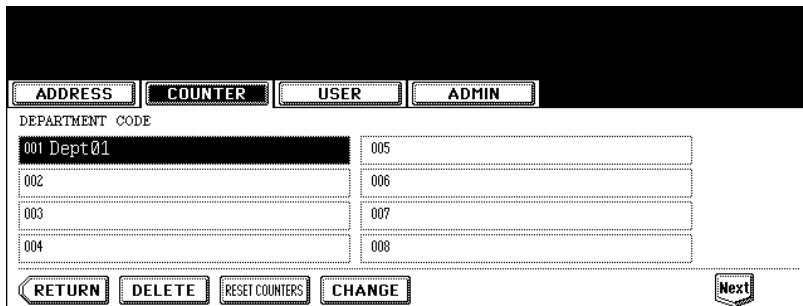 ADDRESS COUNTER USER ADMIN
DEPARTMENT CODE
001 Dept01 005
002 006
003 007
004 008
RETURN DELETE RESET COUNTERS CHANGE Next